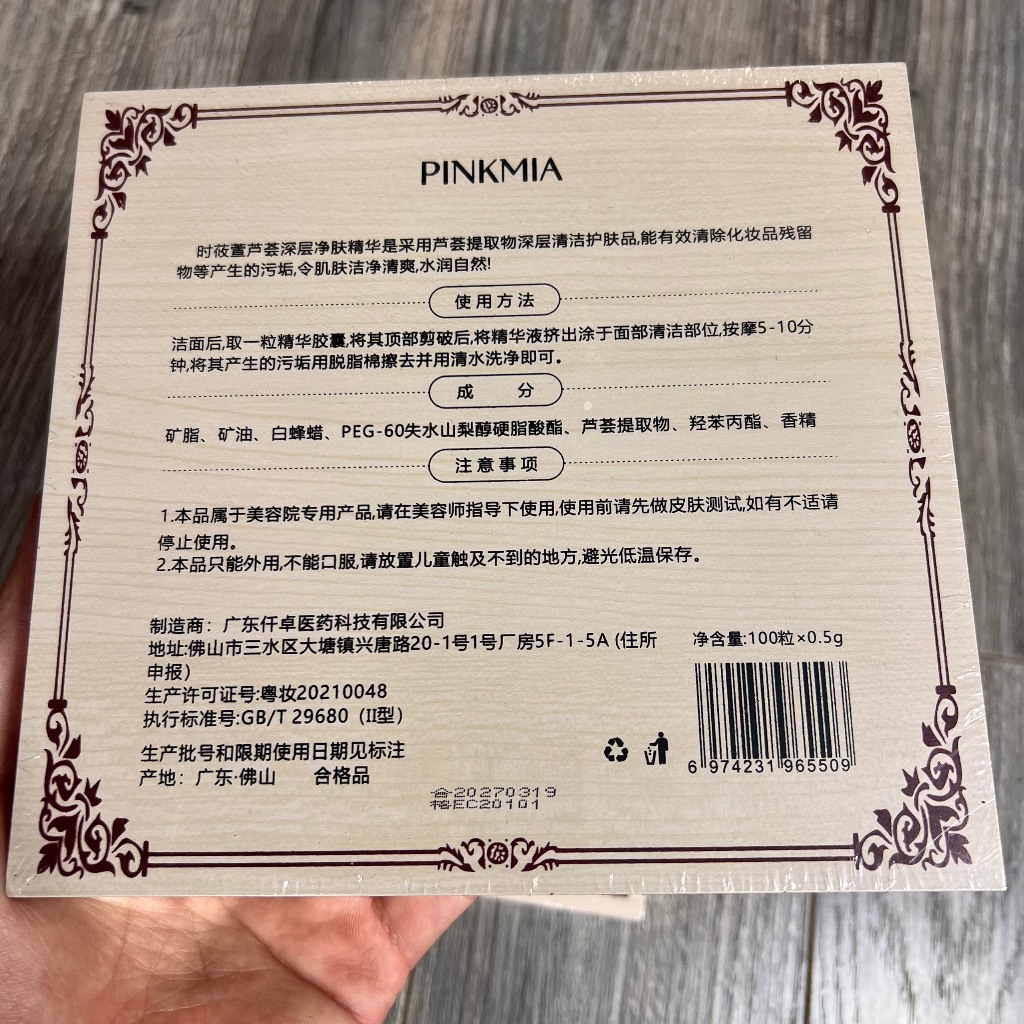 PINKMIA
时莜萱芦荟深层净肤精华是采用芦荟提取物深层清洁护肤品,能有效清除化妆品残留
物等产生的污垢,令肌肤洁净清爽,水润自然!
使用方法
洁面后,取一粒精华胶囊,将其顶部剪破后,将精华液挤出涂于面部清洁部位,按摩5-10分
钟,将其产生的污垢用脱脂棉擦去并用清水洗净即可。
成 分
矿脂、矿油、白蜂蜡、PEG-60失水山梨醇硬脂酸酯、芦荟提取物、羟苯丙酯、香精
注意事项
1.本品属于美容院专用产品,请在美容师指导下使用,使用前请先做皮肤测试,如有不适请
停止使用。
2.本品只能外用,不能口服,请放置儿童触及不到的地方,避光低温保存。
制造商：广东仟卓医药科技有限公司
地址:佛山市三水区大塘镇兴唐路20-1号1号厂房5F-1-5A (住所
申报)
生产许可证号:粤妆20210048
执行标准号:GB/T 29680（II型）
生产批号和限期使用日期见标注
产地：广东·佛山 合格品
净含量:100粒×0.5g
6 974231 965509
合20270319
格EC20101